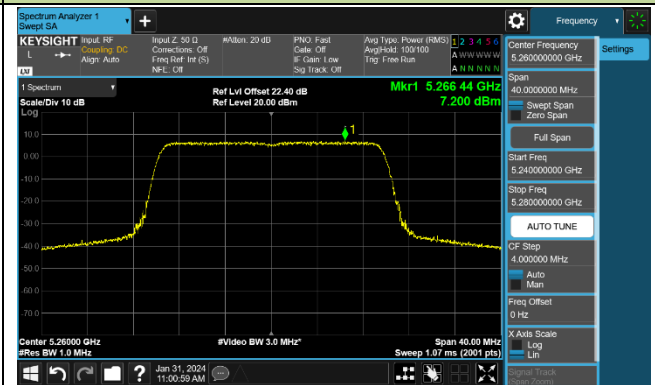 Spectrum Analyzer 1
Swept SA
Frequency
KEYSIGHT
L
LXI
Input: RF
Coupling: DC
Align: Auto
Input Z: 50 Ω
Corrections: Off
Freq Ref: Int (S)
NFE: Off
#Atten: 20 dB
PNO: Fast
Gate: Off
IF Gain: Low
Sig Track: Off
Avg Type: Power (RMS)
Avg|Hold: 100/100
Trig: Free Run
1 2 3 4 5 6
A W W W W W
A N N N N N
1 Spectrum
Scale/Div 10 dB
Log
Ref Lvl Offset 22.40 dB
Ref Level 20.00 dBm
Mkr1 5.266 44 GHz
7.200 dBm
1
10.0
0.00
-10.0
-20.0
-30.0
-40.0
-50.0
-60.0
-70.0
Center 5.26000 GHz
#Res BW 1.0 MHz
#Video BW 3.0 MHz*
Span 40.00 MHz
Sweep 1.07 ms (2001 pts)
Jan 31, 2024
11:00:59 AM
Center Frequency
5.260000000 GHz
Settings
Span
40.0000000 MHz
Swept Span
Zero Span
Full Span
Start Freq
5.240000000 GHz
Stop Freq
5.280000000 GHz
AUTO TUNE
CF Step
4.000000 MHz
Auto
Man
Freq Offset
0 Hz
X Axis Scale
Log
Lin
Signal Track
(Span Zoom)